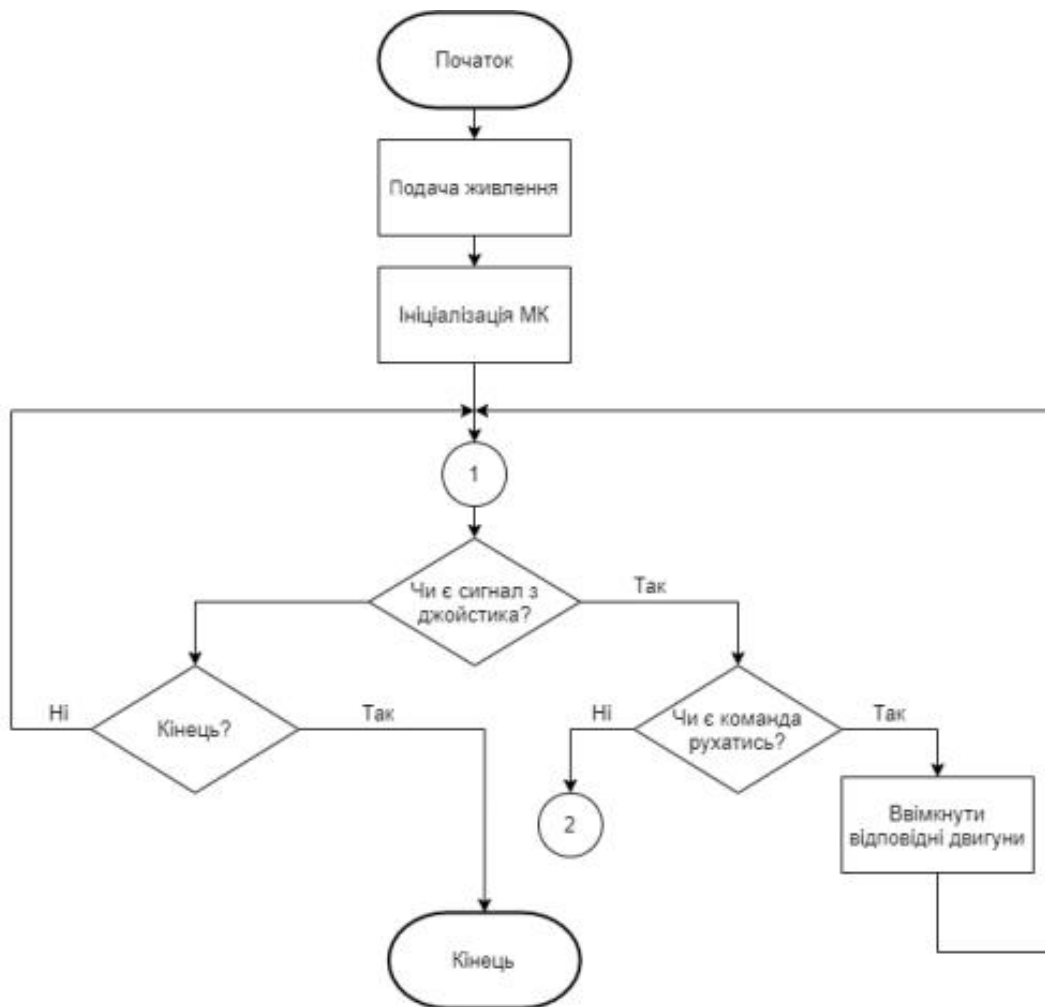 Початок
Подача живлення
Ініціалізація МК
1
Чи є сигнал з
джойстика?
Так
Ні
Кінець?
Так
Ні
Чи є команда
рухатись?
Так
2
Ввімкнути
відповідні двигуни
Кінець